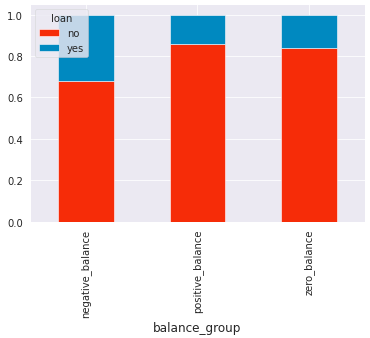 loan
no
yes
1.0
0.8
0.6
0.4
0.2
0.0
negative_balance
positive_balance
zero_balance
balance_group